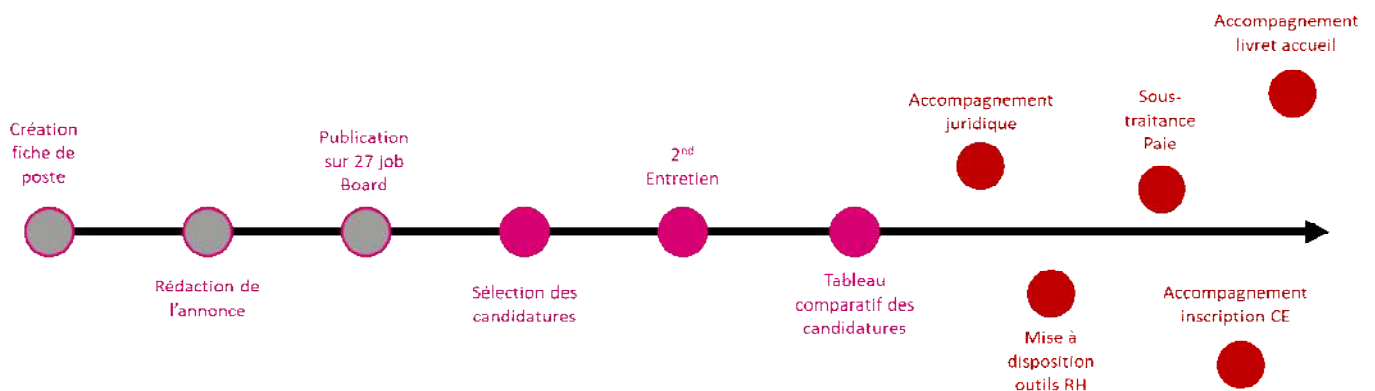 Création
fiche de
poste
Rédaction de
l'annonce
Publication
sur 27 job
Board
Sélection des
candidatures
2nd
Entretien
Tableau
comparatif des
candidatures
Accompagnement
juridique
Mise à
disposition
outils RH
Sous-
traitance
Paie
Accompagnement
inscription CE
Accompagnement
livret accueil